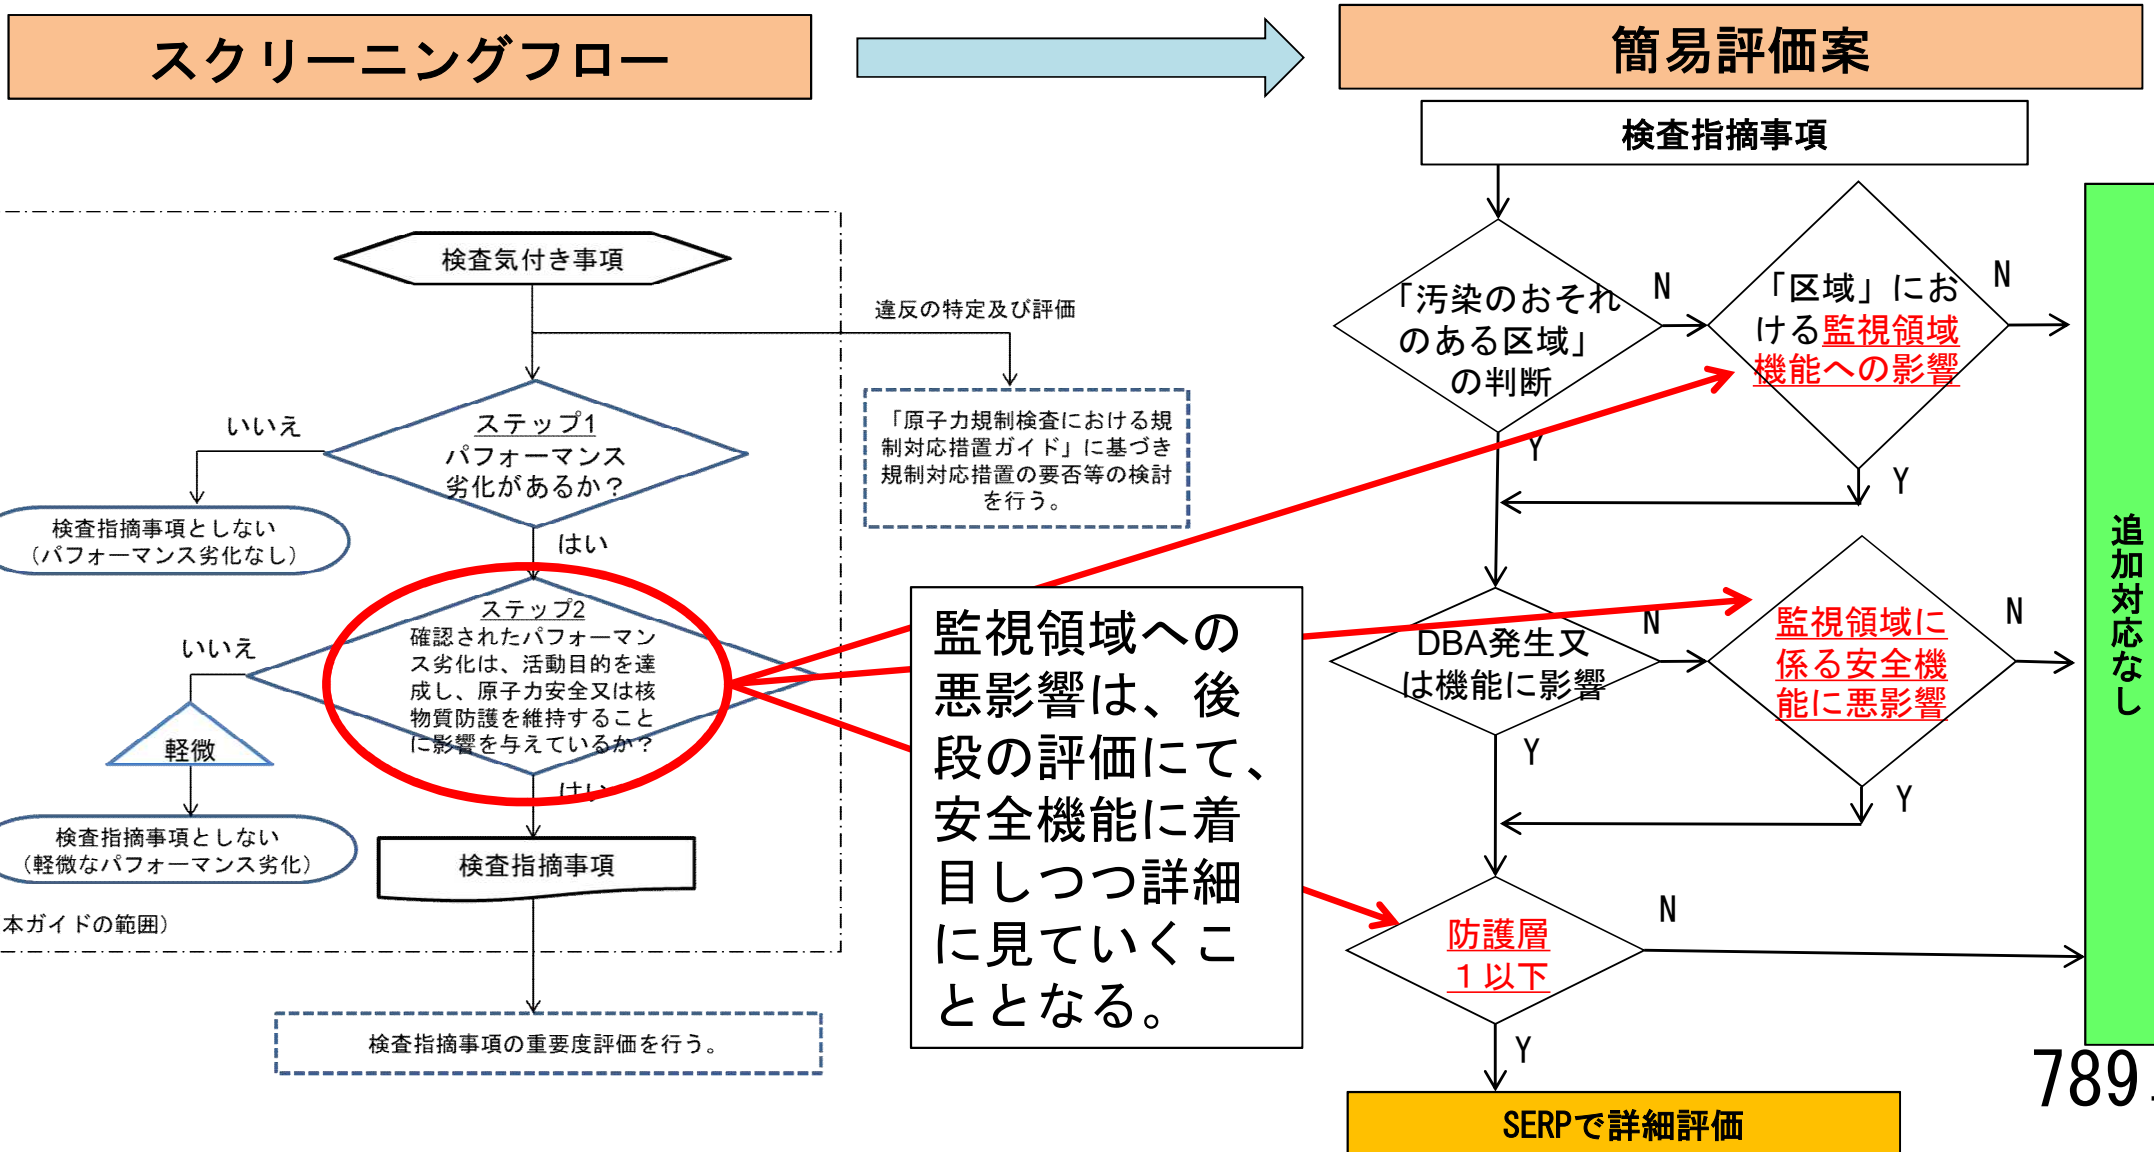 スクリーニングフロー
検査気付き事項
違反の特定及び評価
ステップ1
パフォーマンス
劣化があるか？
いいえ
「原子力規制検査における規
制対応措置ガイド」に基づき
規制対応措置の要否等の検討
を行う。
検査指摘事項としない
（パフォーマンス劣化なし）
はい
ステップ2
確認されたパフォーマン
ス劣化は、活動目的を達
成し、原子力安全又は核
物質防護を維持すること
に影響を与えているか？
いいえ
軽微
はい
検査指摘事項としない
（軽微なパフォーマンス劣化）
検査指摘事項
本ガイドの範囲）
検査指摘事項の重要度評価を行う。
監視領域への
悪影響は、後
段の評価にて、
安全機能に着
目しつつ詳細
に見ていくこ
ととなる。
簡易評価案
検査指摘事項
「汚染のおそれ
のある区域」
の判断
N
Y
「区域」にお
ける監視領域
機能への影響
N
Y
DBA発生又
は機能に影響
N
Y
監視領域に
係る安全機
能に悪影響
N
Y
防護層
１以下
N
Y
SERPで詳細評価
追加対応なし
789